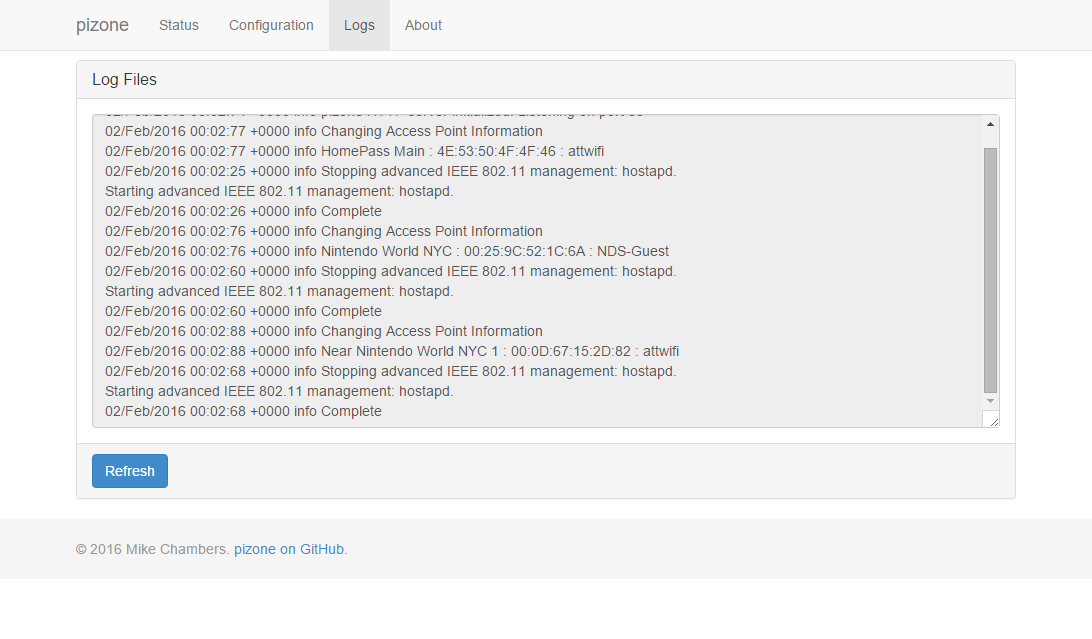 pizone Status Configuration Logs About
Log Files
02/Feb/2016 00:02:77 +0000 info Changing Access Point Information
02/Feb/2016 00:02:77 +0000 info HomePass Main : 4E:53:50:4F:4F:46 : attwifi
02/Feb/2016 00:02:25 +0000 info Stopping advanced IEEE 802.11 management: hostapd.
Starting advanced IEEE 802.11 management: hostapd.
02/Feb/2016 00:02:26 +0000 info Complete
02/Feb/2016 00:02:76 +0000 info Changing Access Point Information
02/Feb/2016 00:02:76 +0000 info Nintendo World NYC : 00:25:9C:52:1C:6A : NDS-Guest
02/Feb/2016 00:02:60 +0000 info Stopping advanced IEEE 802.11 management: hostapd.
Starting advanced IEEE 802.11 management: hostapd.
02/Feb/2016 00:02:60 +0000 info Complete
02/Feb/2016 00:02:88 +0000 info Changing Access Point Information
02/Feb/2016 00:02:88 +0000 info Near Nintendo World NYC 1 : 00:0D:67:15:2D:82 : attwifi
02/Feb/2016 00:02:68 +0000 info Stopping advanced IEEE 802.11 management: hostapd.
Starting advanced IEEE 802.11 management: hostapd.
02/Feb/2016 00:02:68 +0000 info Complete
Refresh
© 2016 Mike Chambers. pizone on GitHub.